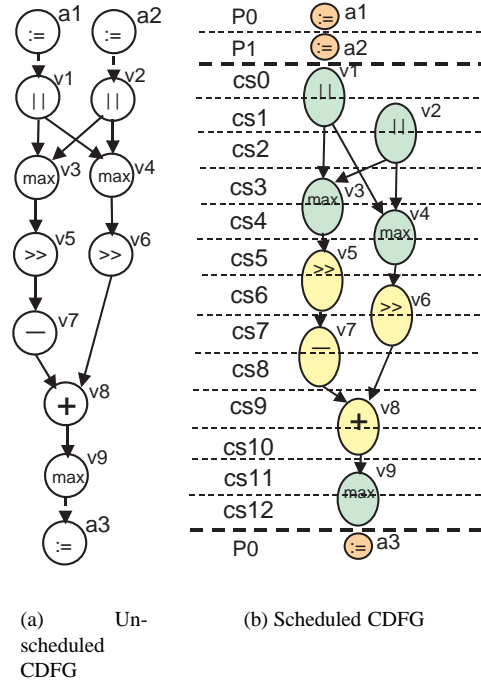 a1 a2 P0 := a1
:= := P1 := a2
v1 v2 cs0 v1
|| || ||
cs1 || v2
cs2
max v3 max v4 cs3 max v3
cs4 max v4
>> v5 >> v6 cs5 >> v5
cs6 >> v6
— v7 cs7 — v7
cs8
+ v8 cs9 + v8
cs10
max v9 cs11 max v9
cs12
:= a3 P0 := a3
(a) Un- (b) Scheduled CDFG
scheduled
CDFG